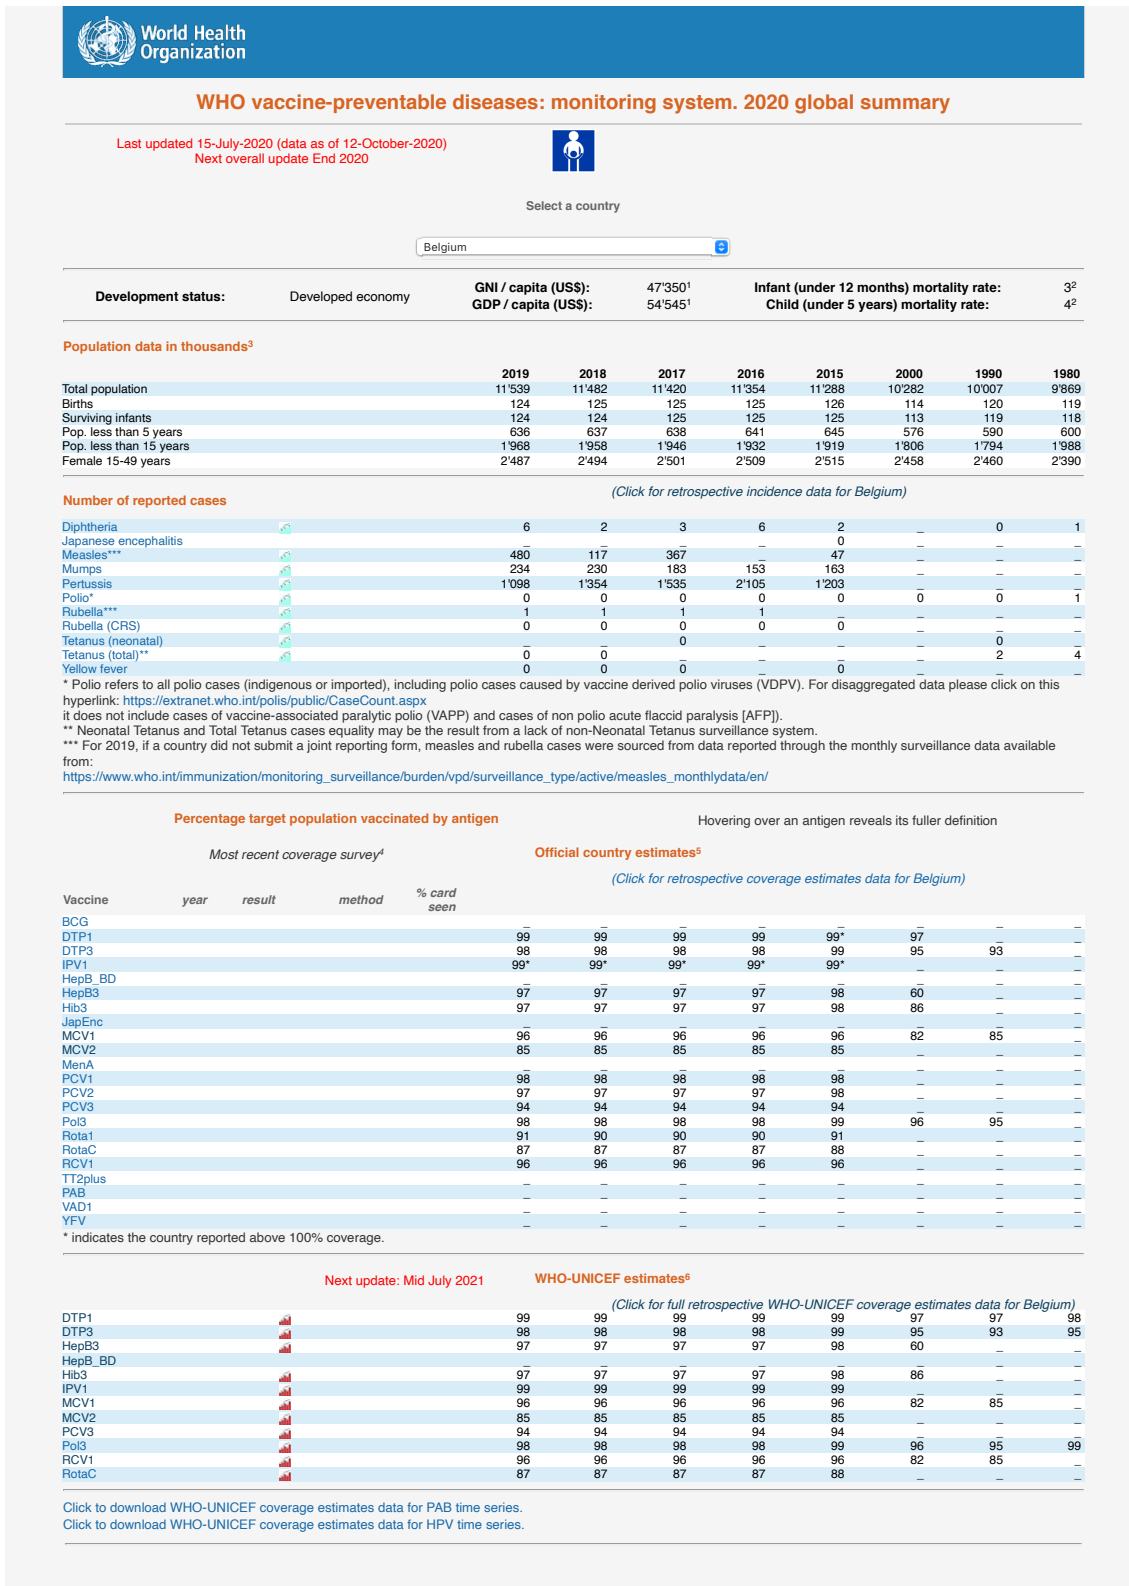 World Health
Organization
WHO vaccine-preventable diseases: monitoring system. 2020 global summary
Last updated 15-July-2020 (data as of 12-October-2020)
Next overall update End 2020
Select a country
Belgium
Development status: Developed economy GNI / capita (US$): 47'350¹ Infant (under 12 months) mortality rate: 3²
GDP / capita (US$): 54'545¹ Child (under 5 years) mortality rate: 4²
Population data in thousands³
2019 2018 2017 2016 2015 2000 1990 1980
Total population 11'539 11'482 11'420 11'354 11'288 10'282 10'007 9'869
Births 124 125 125 125 126 114 120 119
Surviving infants 124 124 125 125 125 113 119 118
Pop. less than 5 years 636 637 638 641 645 576 590 600
Pop. less than 15 years 1'968 1'958 1'946 1'932 1'919 1'806 1'794 1'988
Female 15-49 years 2'487 2'494 2'501 2'509 2'515 2'458 2'460 2'390
Number of reported cases (Click for retrospective incidence data for Belgium)
Diphtheria 6 2 3 6 2 _ 0 1
Japanese encephalitis _ _ _ _ 0 _ _ _
Measles*** 480 117 367 _ 47 _ _ _
Mumps 234 230 183 153 163 _ _ _
Pertussis 1'098 1'354 1'535 2'105 1'203 _ _ _
Polio* 0 0 0 0 0 0 0 1
Rubella*** 1 1 1 1 _ _ _ _
Rubella (CRS) 0 0 0 0 0 _ _ _
Tetanus (neonatal) _ _ 0 _ _ _ 0 _
Tetanus (total)** 0 0 _ _ _ _ 2 4
Yellow fever 0 0 0 _ 0 _ _ _
* Polio refers to all polio cases (indigenous or imported), including polio cases caused by vaccine derived polio viruses (VDPV). For disaggregated data please click on this
hyperlink: https://extranet.who.int/polis/public/CaseCount.aspx
it does not include cases of vaccine-associated paralytic polio (VAPP) and cases of non polio acute flaccid paralysis [AFP]).
** Neonatal Tetanus and Total Tetanus cases equality may be the result from a lack of non-Neonatal Tetanus surveillance system.
*** For 2019, if a country did not submit a joint reporting form, measles and rubella cases were sourced from data reported through the monthly surveillance data available
from:
https://www.who.int/immunization/monitoring_surveillance/burden/vpd/surveillance_type/active/measles_monthlydata/en/
Percentage target population vaccinated by antigen Hovering over an antigen reveals its fuller definition
Most recent coverage survey⁴ Official country estimates⁵
(Click for retrospective coverage estimates data for Belgium)
Vaccine year result method % card
seen
BCG _ _ _ _ _ _ _ _
DTP1 99 99 99 99 99* 97 _ _
DTP3 98 98 98 98 99 95 93 _
IPV1 99* 99* 99* 99* 99* _ _ _
HepB_BD _ _ _ _ _ _ _ _
HepB3 97 97 97 97 98 60 _ _
Hib3 97 97 97 97 98 86 _ _
JapEnc _ _ _ _ _ _ _ _
MCV1 96 96 96 96 96 82 85 _
MCV2 85 85 85 85 85 _ _ _
MenA _ _ _ _ _ _ _ _
PCV1 98 98 98 98 98 _ _ _
PCV2 97 97 97 97 98 _ _ _
PCV3 94 94 94 94 94 _ _ _
Pol3 98 98 98 98 99 96 95 _
Rota1 91 90 90 90 91 _ _ _
RotaC 87 87 87 87 88 _ _ _
RCV1 96 96 96 96 96 _ _ _
TT2plus _ _ _ _ _ _ _ _
PAB _ _ _ _ _ _ _ _
VAD1 _ _ _ _ _ _ _ _
YFV _ _ _ _ _ _ _ _
* indicates the country reported above 100% coverage.
Next update: Mid July 2021 WHO-UNICEF estimates⁶
(Click for full retrospective WHO-UNICEF coverage estimates data for Belgium)
DTP1 99 99 99 99 99 97 97 98
DTP3 98 98 98 98 99 95 93 95
HepB3 97 97 97 97 98 60 _ _
HepB_BD _ _ _ _ _ _ _ _
Hib3 97 97 97 97 98 86 _ _
IPV1 99 99 99 99 99 _ _ _
MCV1 96 96 96 96 96 82 85 _
MCV2 85 85 85 85 85 _ _ _
PCV3 94 94 94 94 94 _ _ _
Pol3 98 98 98 98 99 96 95 99
RCV1 96 96 96 96 96 82 85 _
RotaC 87 87 87 87 88 _ _ _
Click to download WHO-UNICEF coverage estimates data for PAB time series.
Click to download WHO-UNICEF coverage estimates data for HPV time series.